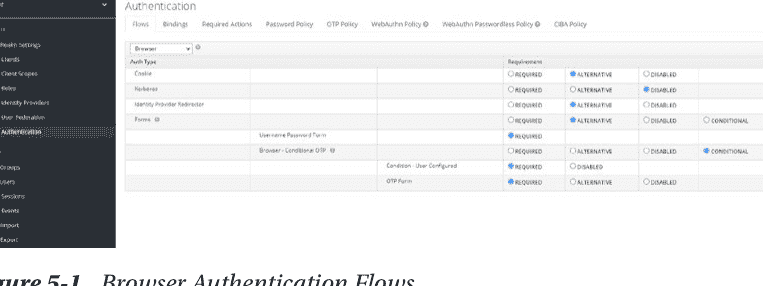 Authentication
Flows Bindings Required Actions Password Policy OTP Policy WebAuthn Policy WebAuthn Passwordless Policy CIBA Policy
Realm Settings
Clients
Client Scopes
Roles
Identity Providers
User Federation
Authentication
Groups
Users
Sessions
Events
Import
Export
Browser
Auth Type Requirement
Cookie REQUIRED ALTERNATIVE DISABLED
Kerberos REQUIRED ALTERNATIVE DISABLED
Identity Provider Redirector REQUIRED ALTERNATIVE DISABLED
Forms REQUIRED ALTERNATIVE DISABLED CONDITIONAL
Username Password Form REQUIRED
Browser - Conditional OTP REQUIRED ALTERNATIVE DISABLED CONDITIONAL
Condition - User Configured REQUIRED DISABLED
OTP Form REQUIRED ALTERNATIVE DISABLED
gure 5-1 Browser Authentication Flows